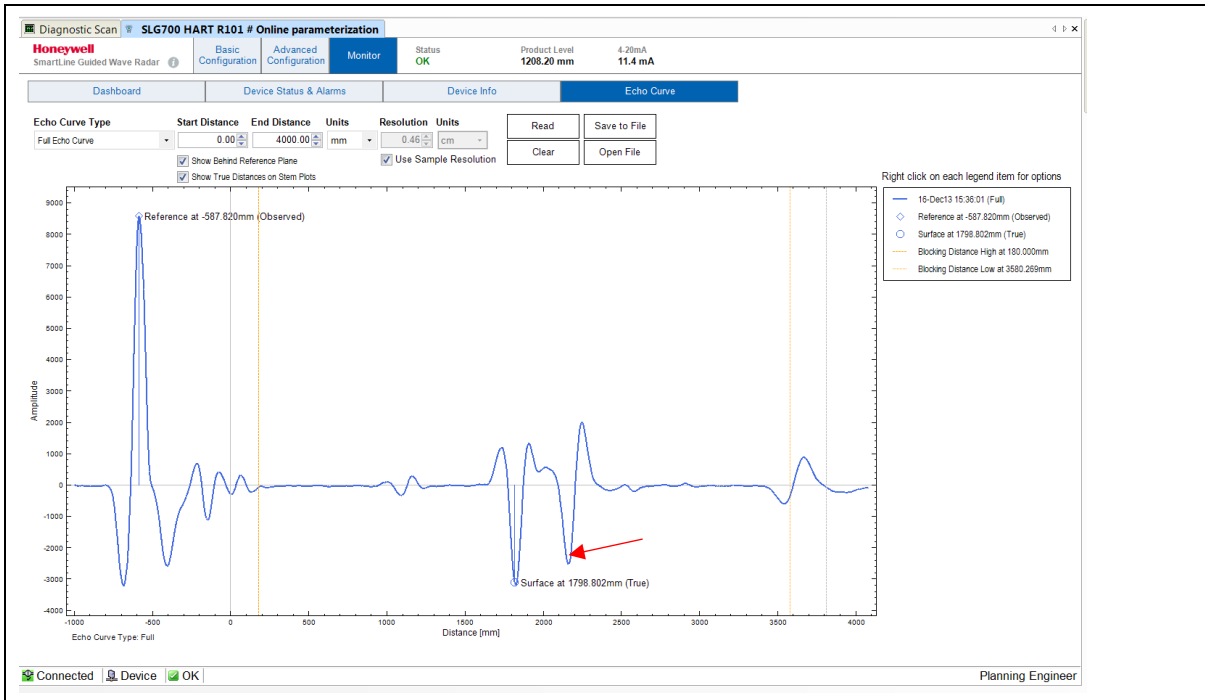 Diagnostic Scan SLG700 HART R101 # Online parameterization
Honeywell
SmartLine Guided Wave Radar
Basic Configuration
Advanced Configuration
Monitor
Status
OK
Product Level
1208.20 mm
4-20mA
11.4 mA
Dashboard Device Status & Alarms Device Info Echo Curve
Echo Curve Type Start Distance End Distance Units Resolution Units
Full Echo Curve 0.00 4000.00 mm 0.46 cm
Read Save to File
Clear Open File
Show Behind Reference Plane
Use Sample Resolution
Show True Distances on Stem Plots
Right click on each legend item for options
16-Dec13 15:36:01 (Full)
Reference at -587.820mm (Observed)
Surface at 1798.802mm (True)
Blocking Distance High at 180.000mm
Blocking Distance Low at 3580.269mm
Reference at -587.820mm (Observed)
Surface at 1798.802mm (True)
Amplitude
9000
8000
7000
6000
5000
4000
3000
2000
1000
0
-1000
-2000
-3000
-4000
-1000 -500 0 500 1000 1500 2000 2500 3000 3500 4000
Distance [mm]
Echo Curve Type: Full
Connected Device OK Planning Engineer